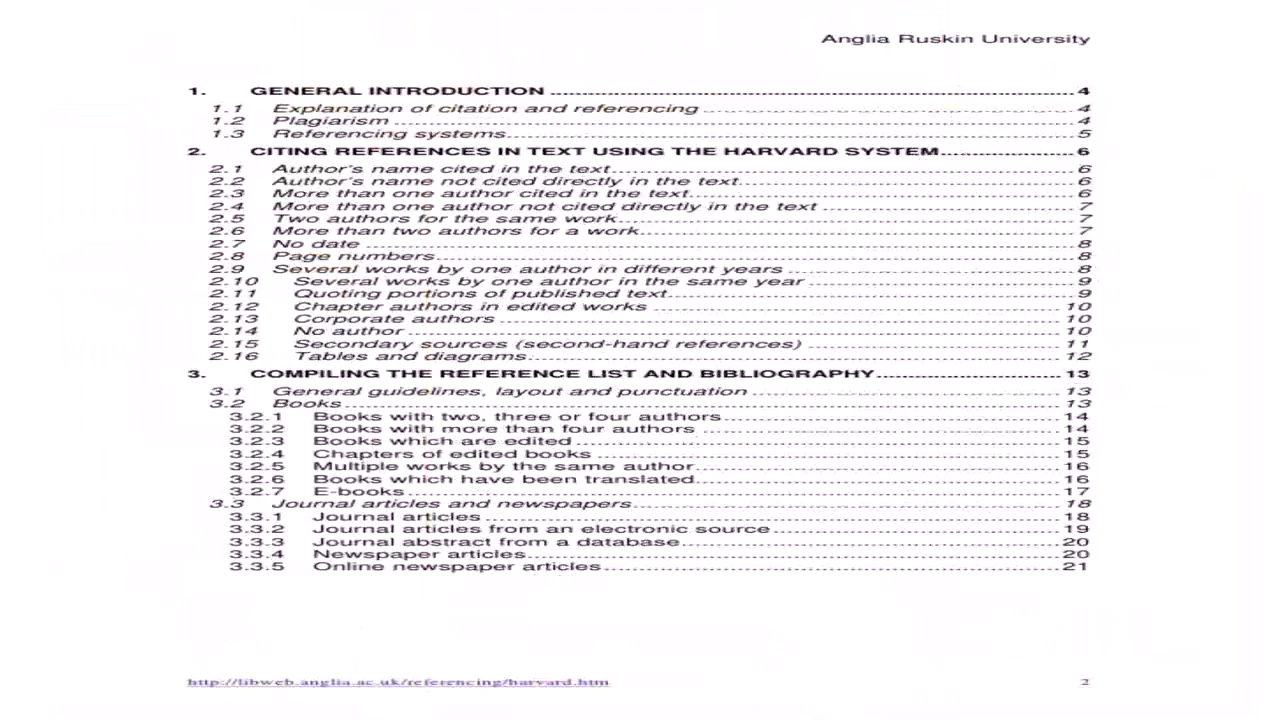 Anglia Ruskin University
1. GENERAL INTRODUCTION ........ 4
1.1 Explanation of citation and referencing ........ 4
1.2 Plagiarism ........ 4
1.3 Referencing systems ........ 5
2. CITING REFERENCES IN TEXT USING THE HARVARD SYSTEM ........ 6
2.1 Author's name cited in the text ........ 6
2.2 Author's name not cited directly in the text ........ 6
2.3 More than one author cited in the text ........ 6
2.4 More than one author not cited directly in the text ........ 7
2.5 Two authors for the same work ........ 7
2.6 More than two authors for a work ........ 7
2.7 No date ........ 8
2.8 Page numbers ........ 8
2.9 Several works by one author in different years ........ 8
2.10 Several works by one author in the same year ........ 9
2.11 Quoting portions of published text ........ 9
2.12 Chapter authors in edited works ........ 10
2.13 Corporate authors ........ 10
2.14 No author ........ 10
2.15 Secondary sources (second-hand references) ........ 11
2.16 Tables and diagrams ........ 12
3. COMPILING THE REFERENCE LIST AND BIBLIOGRAPHY ........ 13
3.1 General guidelines, layout and punctuation ........ 13
3.2 Books ........ 13
3.2.1 Books with two, three or four authors ........ 14
3.2.2 Books with more than four authors ........ 14
3.2.3 Books which are edited ........ 15
3.2.4 Chapters of edited books ........ 15
3.2.5 Multiple works by the same author ........ 16
3.2.6 Books which have been translated ........ 16
3.2.7 E-books ........ 17
3.3 Journal articles and newspapers ........ 18
3.3.1 Journal articles ........ 18
3.3.2 Journal articles from an electronic source ........ 19
3.3.3 Journal abstract from a database ........ 20
3.3.4 Newspaper articles ........ 20
3.3.5 Online newspaper articles ........ 21
http://libweb.anglia.ac.uk/referencing/harvard.htm 2